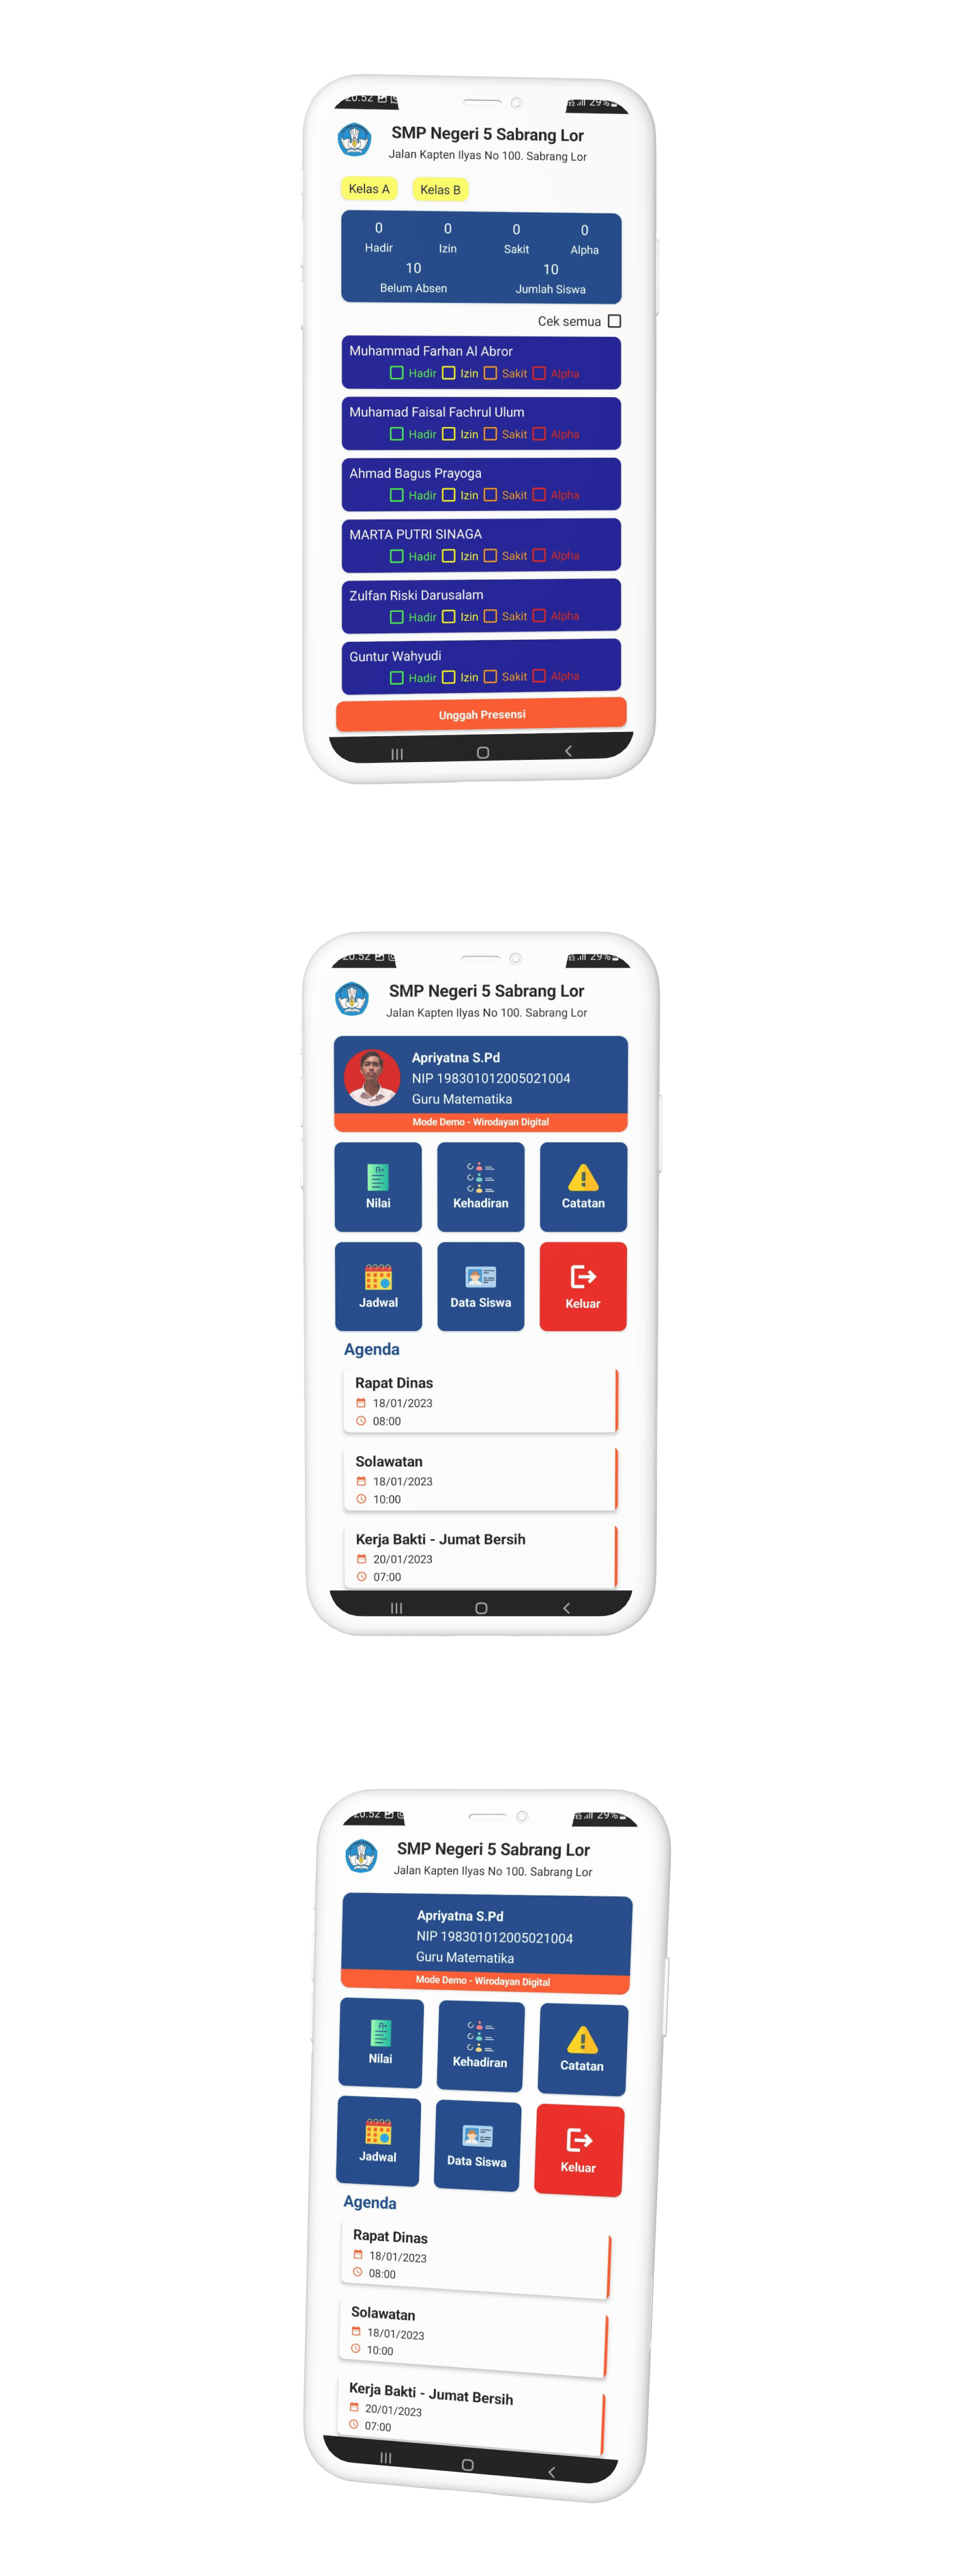 20.52 29%
SMP Negeri 5 Sabrang Lor
Jalan Kapten Ilyas No 100. Sabrang Lor
Kelas A Kelas B
0 0 0 0
Hadir Izin Sakit Alpha
10 10
Belum Absen Jumlah Siswa
Cek semua
Muhammad Farhan Al Abror
Hadir Izin Sakit Alpha
Muhamad Faisal Fachrul Ulum
Hadir Izin Sakit Alpha
Ahmad Bagus Prayoga
Hadir Izin Sakit Alpha
MARTA PUTRI SINAGA
Hadir Izin Sakit Alpha
Zulfan Riski Darusalam
Hadir Izin Sakit Alpha
Guntur Wahyudi
Hadir Izin Sakit Alpha
Unggah Presensi
20.52 29%
SMP Negeri 5 Sabrang Lor
Jalan Kapten Ilyas No 100. Sabrang Lor
Apriyatna S.Pd
NIP 198301012005021004
Guru Matematika
Mode Demo - Wirodayan Digital
A+
Nilai Kehadiran Catatan
Jadwal Data Siswa Keluar
Agenda
Rapat Dinas
18/01/2023
08:00
Solawatan
18/01/2023
10:00
Kerja Bakti - Jumat Bersih
20/01/2023
07:00
20.52 29%
SMP Negeri 5 Sabrang Lor
Jalan Kapten Ilyas No 100. Sabrang Lor
Apriyatna S.Pd
NIP 198301012005021004
Guru Matematika
Mode Demo - Wirodayan Digital
A+
Nilai Kehadiran Catatan
Jadwal Data Siswa Keluar
Agenda
Rapat Dinas
18/01/2023
08:00
Solawatan
18/01/2023
10:00
Kerja Bakti - Jumat Bersih
20/01/2023
07:00